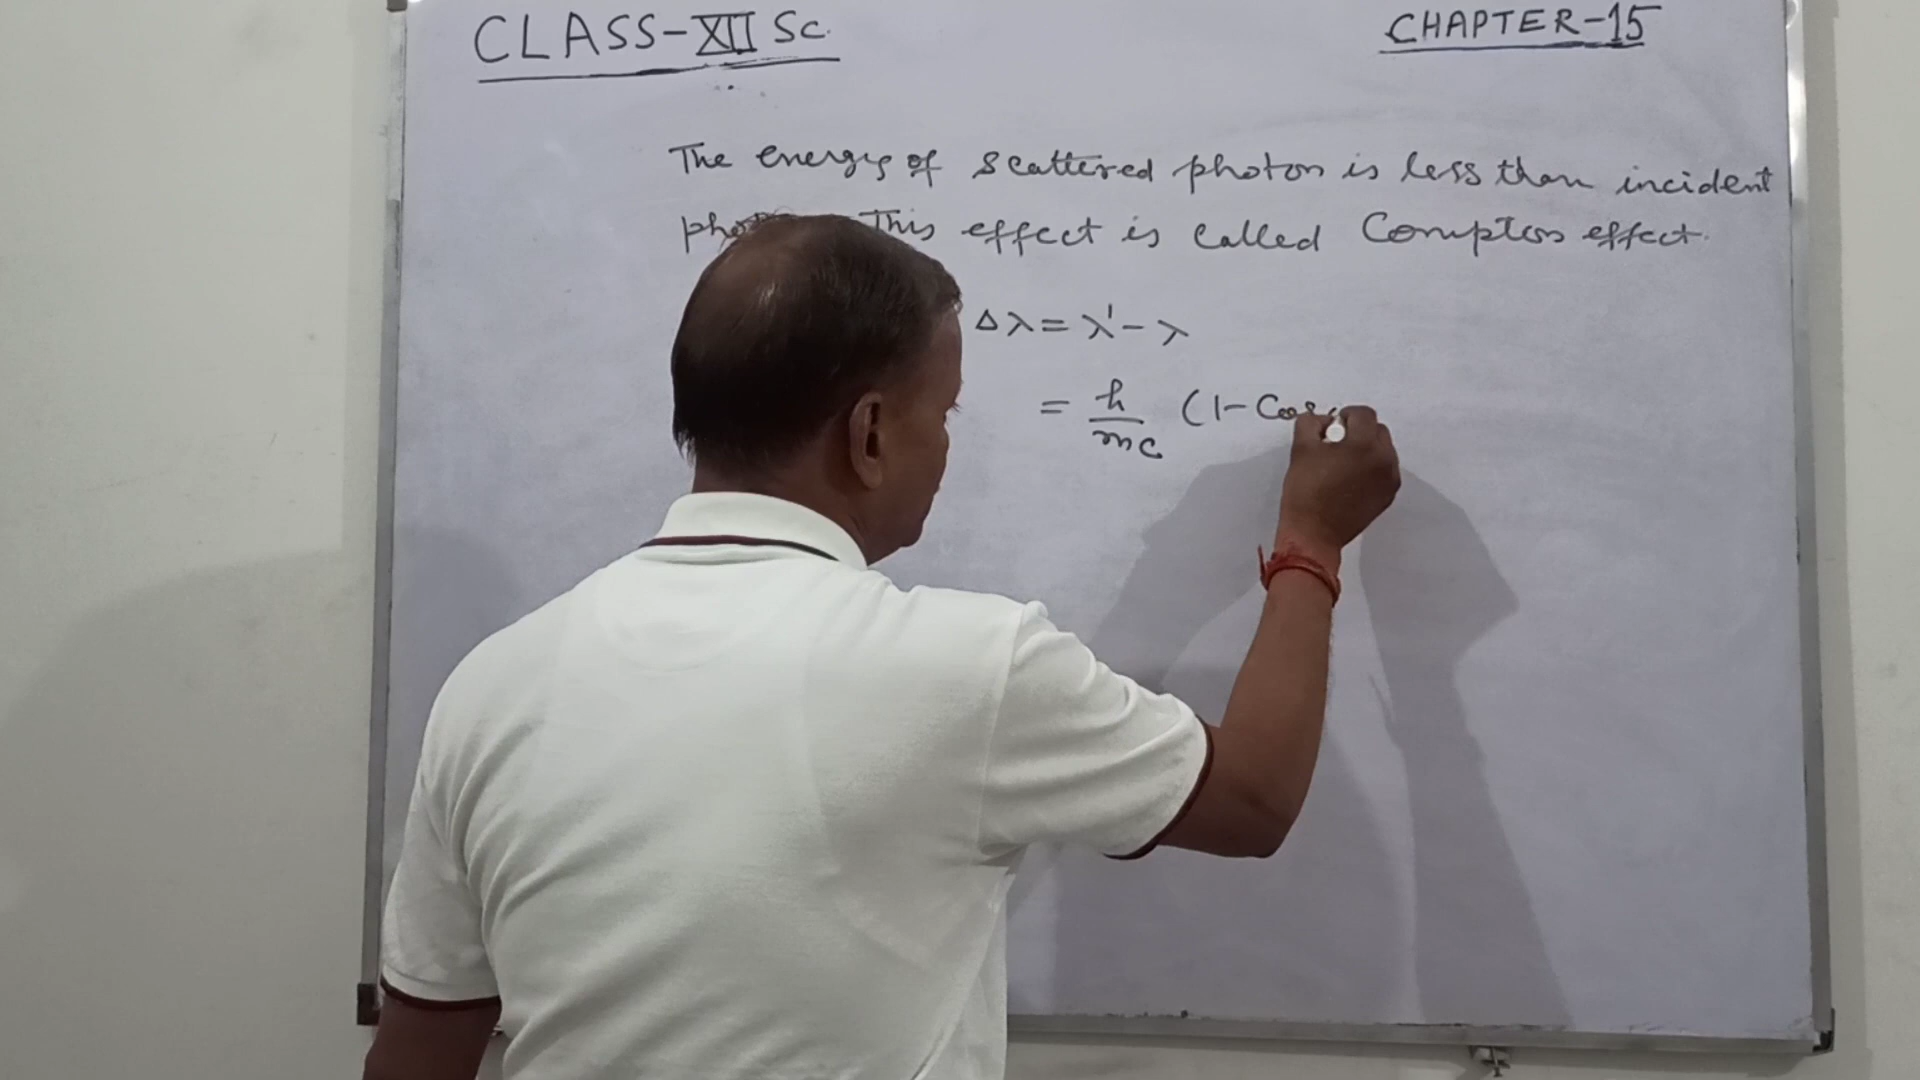 CLASS-XII Sc.
CHAPTER-15
The energy of scattered photon is less than incident
This effect is called Compton effect.
Δλ = λ' - λ
= h/mc (1 - Cos